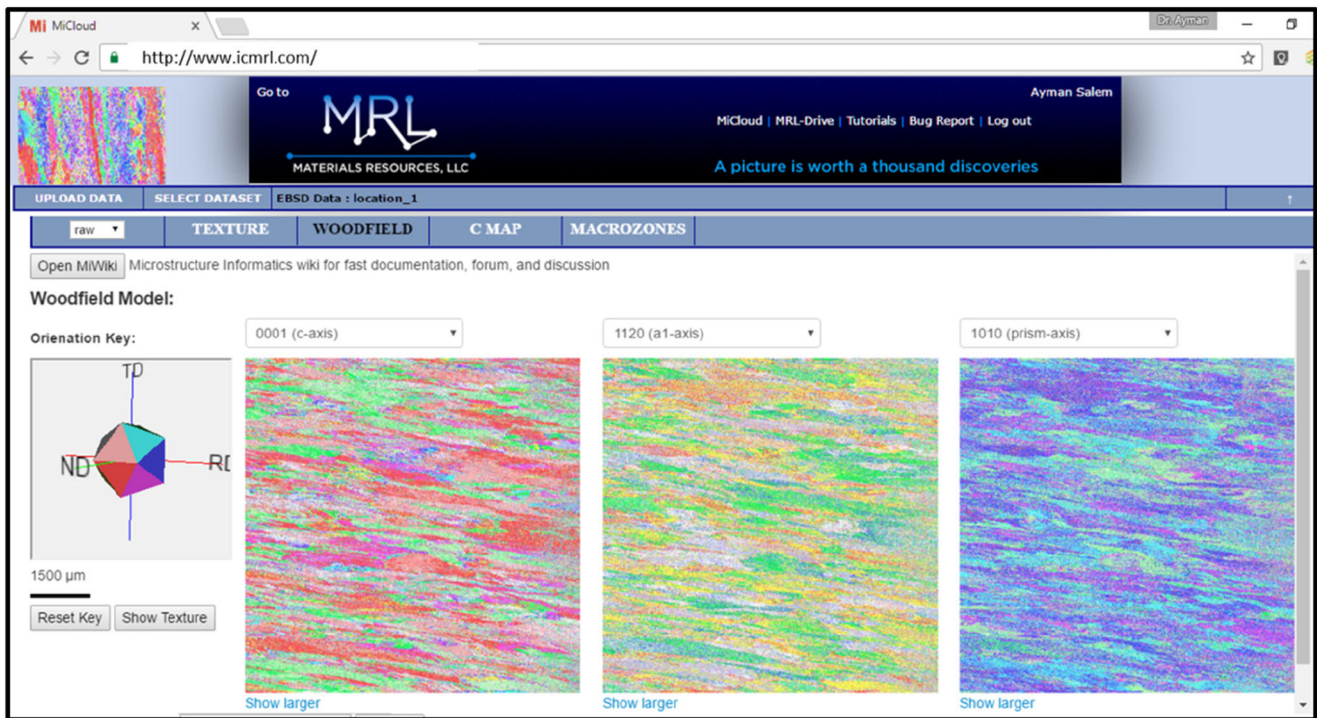 Mi MiCloud
Dr. Ayman
http://www.icmrl.com/
Go to
Ayman Salem
MRL
MATERIALS RESOURCES, LLC
MiCloud | MRL-Drive | Tutorials | Bug Report | Log out
A picture is worth a thousand discoveries
UPLOAD DATA SELECT DATASET EBSD Data : location_1
raw TEXTURE WOODFIELD C MAP MACROZONES
Open MiWiki Microstructure Informatics wiki for fast documentation, forum, and discussion
Woodfield Model:
Orienation Key:
0001 (c-axis) 1120 (a1-axis) 1010 (prism-axis)
TD
ND RD
1500 µm
Reset Key Show Texture
Show larger Show larger Show larger